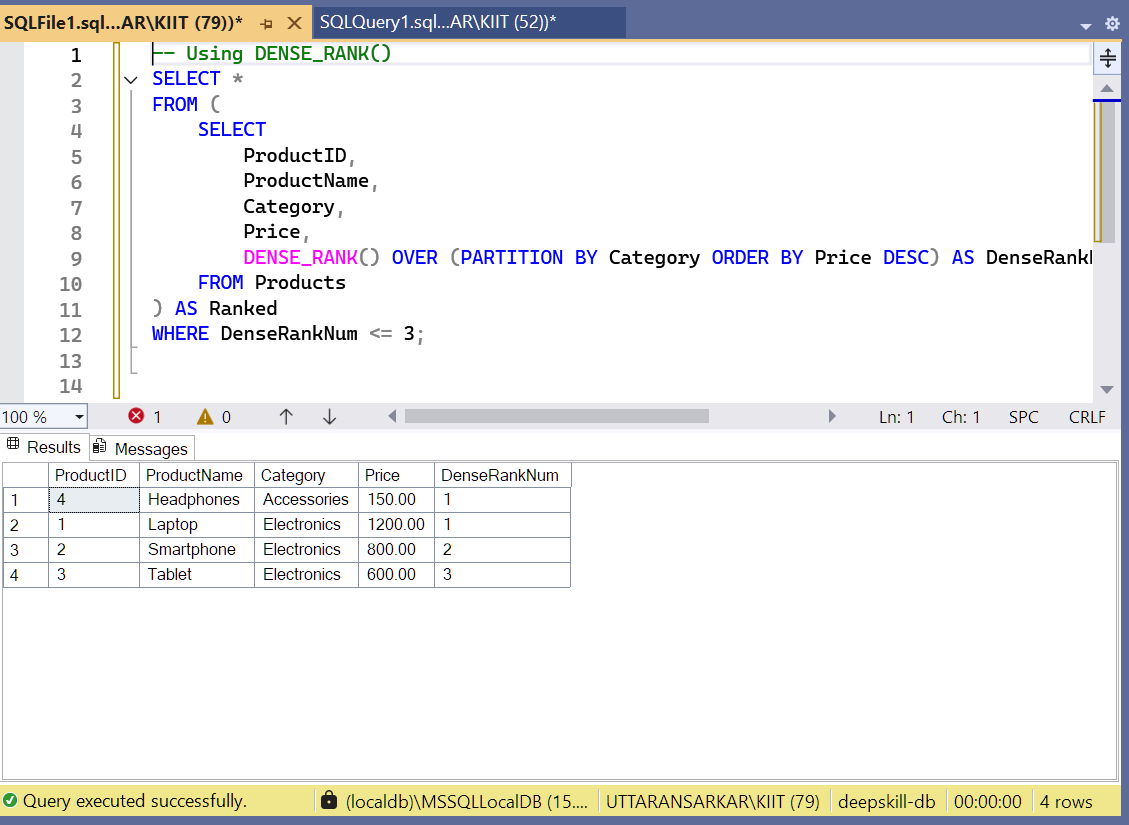 SQLFile1.sql...AR\KIIT (79))* SQLQuery1.sql...AR\KIIT (52))*
1 -- Using DENSE_RANK()
2 SELECT *
3 FROM (
4 SELECT
5 ProductID,
6 ProductName,
7 Category,
8 Price,
9 DENSE_RANK() OVER (PARTITION BY Category ORDER BY Price DESC) AS DenseRank
10 FROM Products
11 ) AS Ranked
12 WHERE DenseRankNum <= 3;
13
14
100 % 1 0 Ln: 1 Ch: 1 SPC CRLF
Results Messages
ProductID ProductName Category Price DenseRankNum
1 4 Headphones Accessories 150.00 1
2 1 Laptop Electronics 1200.00 1
3 2 Smartphone Electronics 800.00 2
4 3 Tablet Electronics 600.00 3
Query executed successfully. (localdb)\MSSQLLocalDB (15.... UTTARANSARKAR\KIIT (79) deepskill-db 00:00:00 4 rows